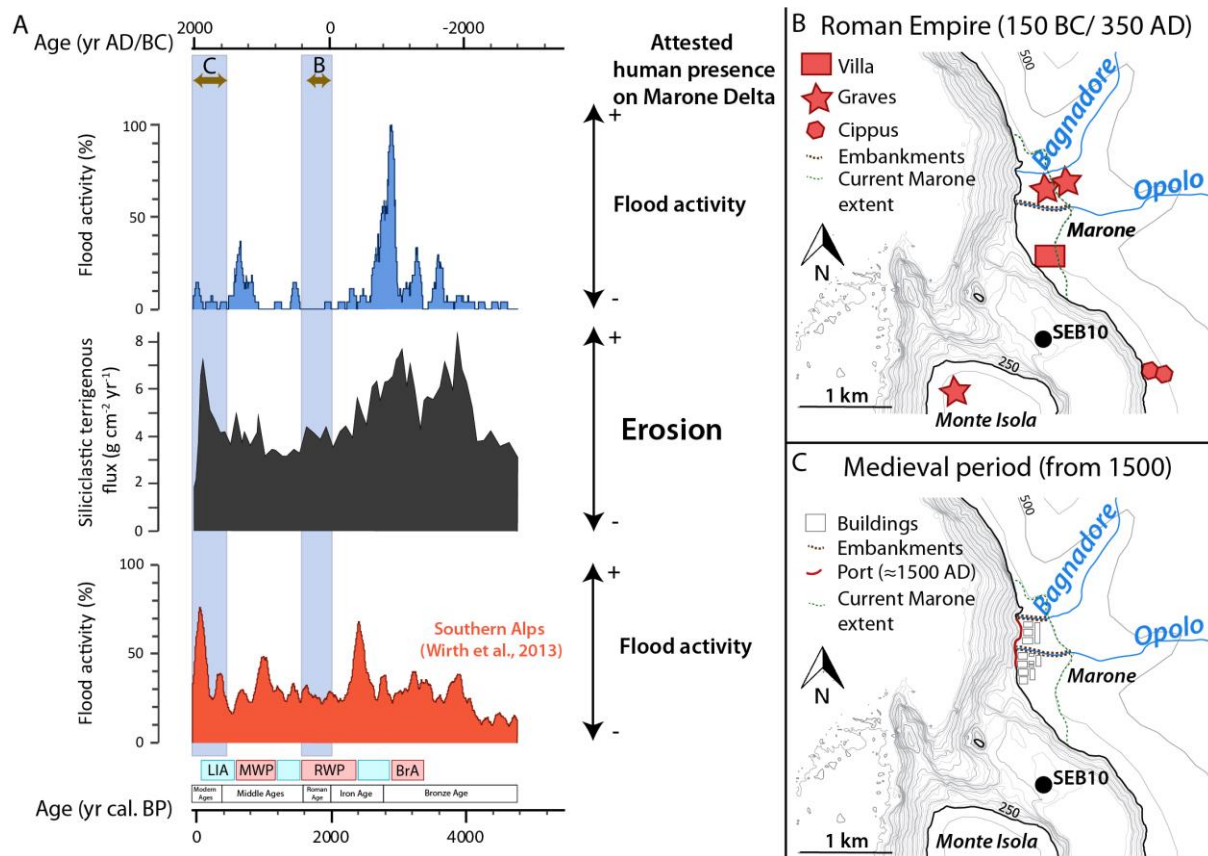 A
2000 0 -2000
Age (yr AD/BC)
C
B
Attested
human presence
on Marone Delta
100
50
0
Flood activity (%)
+
Flood activity
-
8
6
4
2
0
Siliciclastic terrigenous
flux (g cm⁻² yr⁻¹)
+
Erosion
-
100
50
0
Flood activity (%)
Southern Alps
(Wirth et al., 2013)
+
Flood activity
-
LIA MWP RWP BrA
Modern
Ages
Middle Ages
Roman
Age
Iron Age
Bronze Age
Age (yr cal. BP)
0 2000 4000
B Roman Empire (150 BC/ 350 AD)
500
Villa
Graves
Cippus
Embankments
Current Marone
extent
Bagnadore
Opolo
Marone
N
0
SEB10
250
1 km
Monte Isola
C Medieval period (from 1500)
500
Buildings
Embankments
Port (≈1500 AD)
Current Marone
extent
Bagnadore
Opolo
Marone
N
0
SEB10
250
1 km
Monte Isola